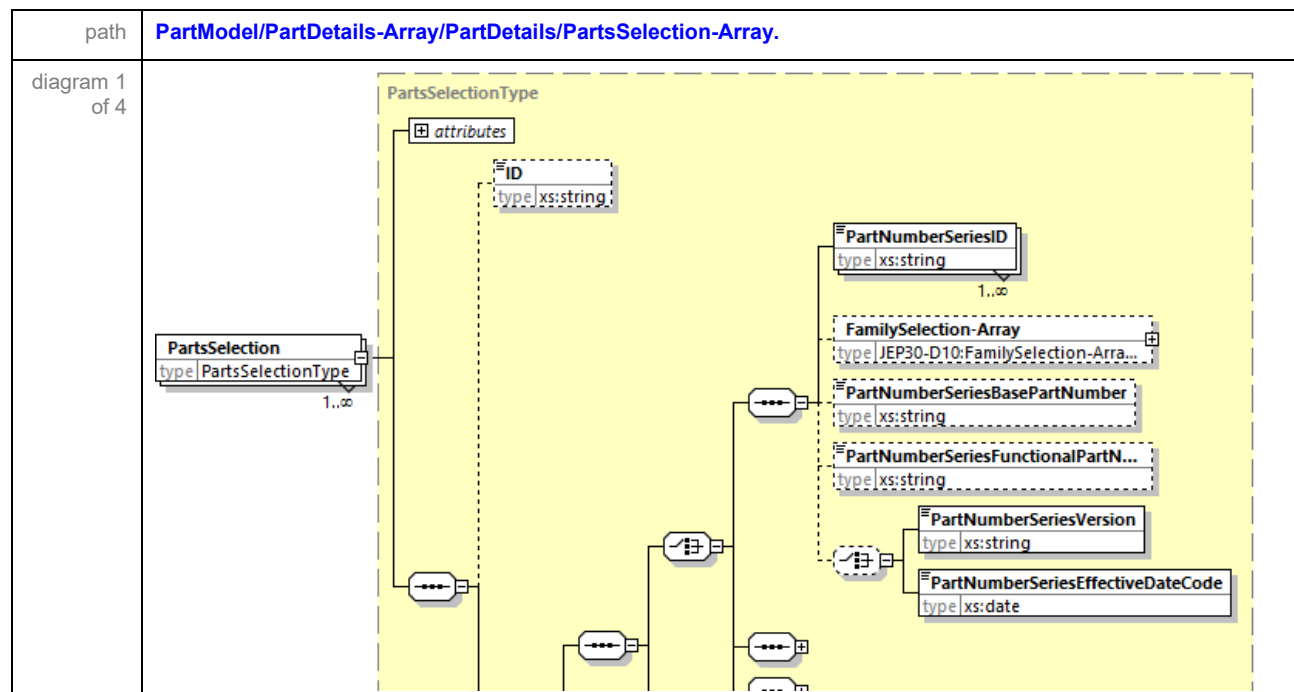 path
PartModel/PartDetails-Array/PartDetails/PartsSelection-Array.
diagram 1
of 4
PartsSelectionType
attributes
ID
type xs:string
PartNumberSeriesID
type xs:string
1..∞
FamilySelection-Array
type JEP30-D10:FamilySelection-Arra...
PartsSelection
type PartsSelectionType
1..∞
PartNumberSeriesBasePartNumber
type xs:string
PartNumberSeriesFunctionalPartN...
type xs:string
PartNumberSeriesVersion
type xs:string
PartNumberSeriesEffectiveDateCode
type xs:date